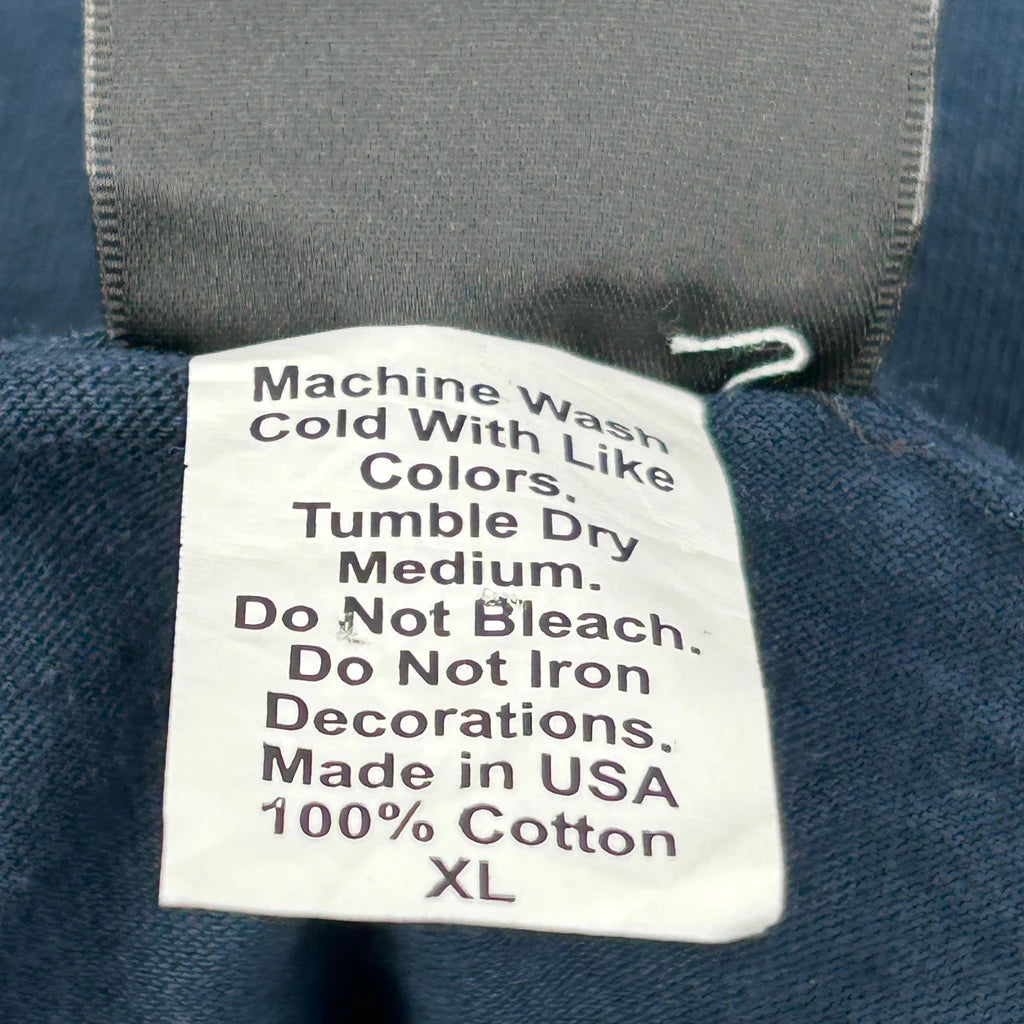 Machine Wash
Cold With Like
Colors.
Tumble Dry
Medium.
Do Not Bleach.
Do Not Iron
Decorations.
Made in USA
100% Cotton
XL